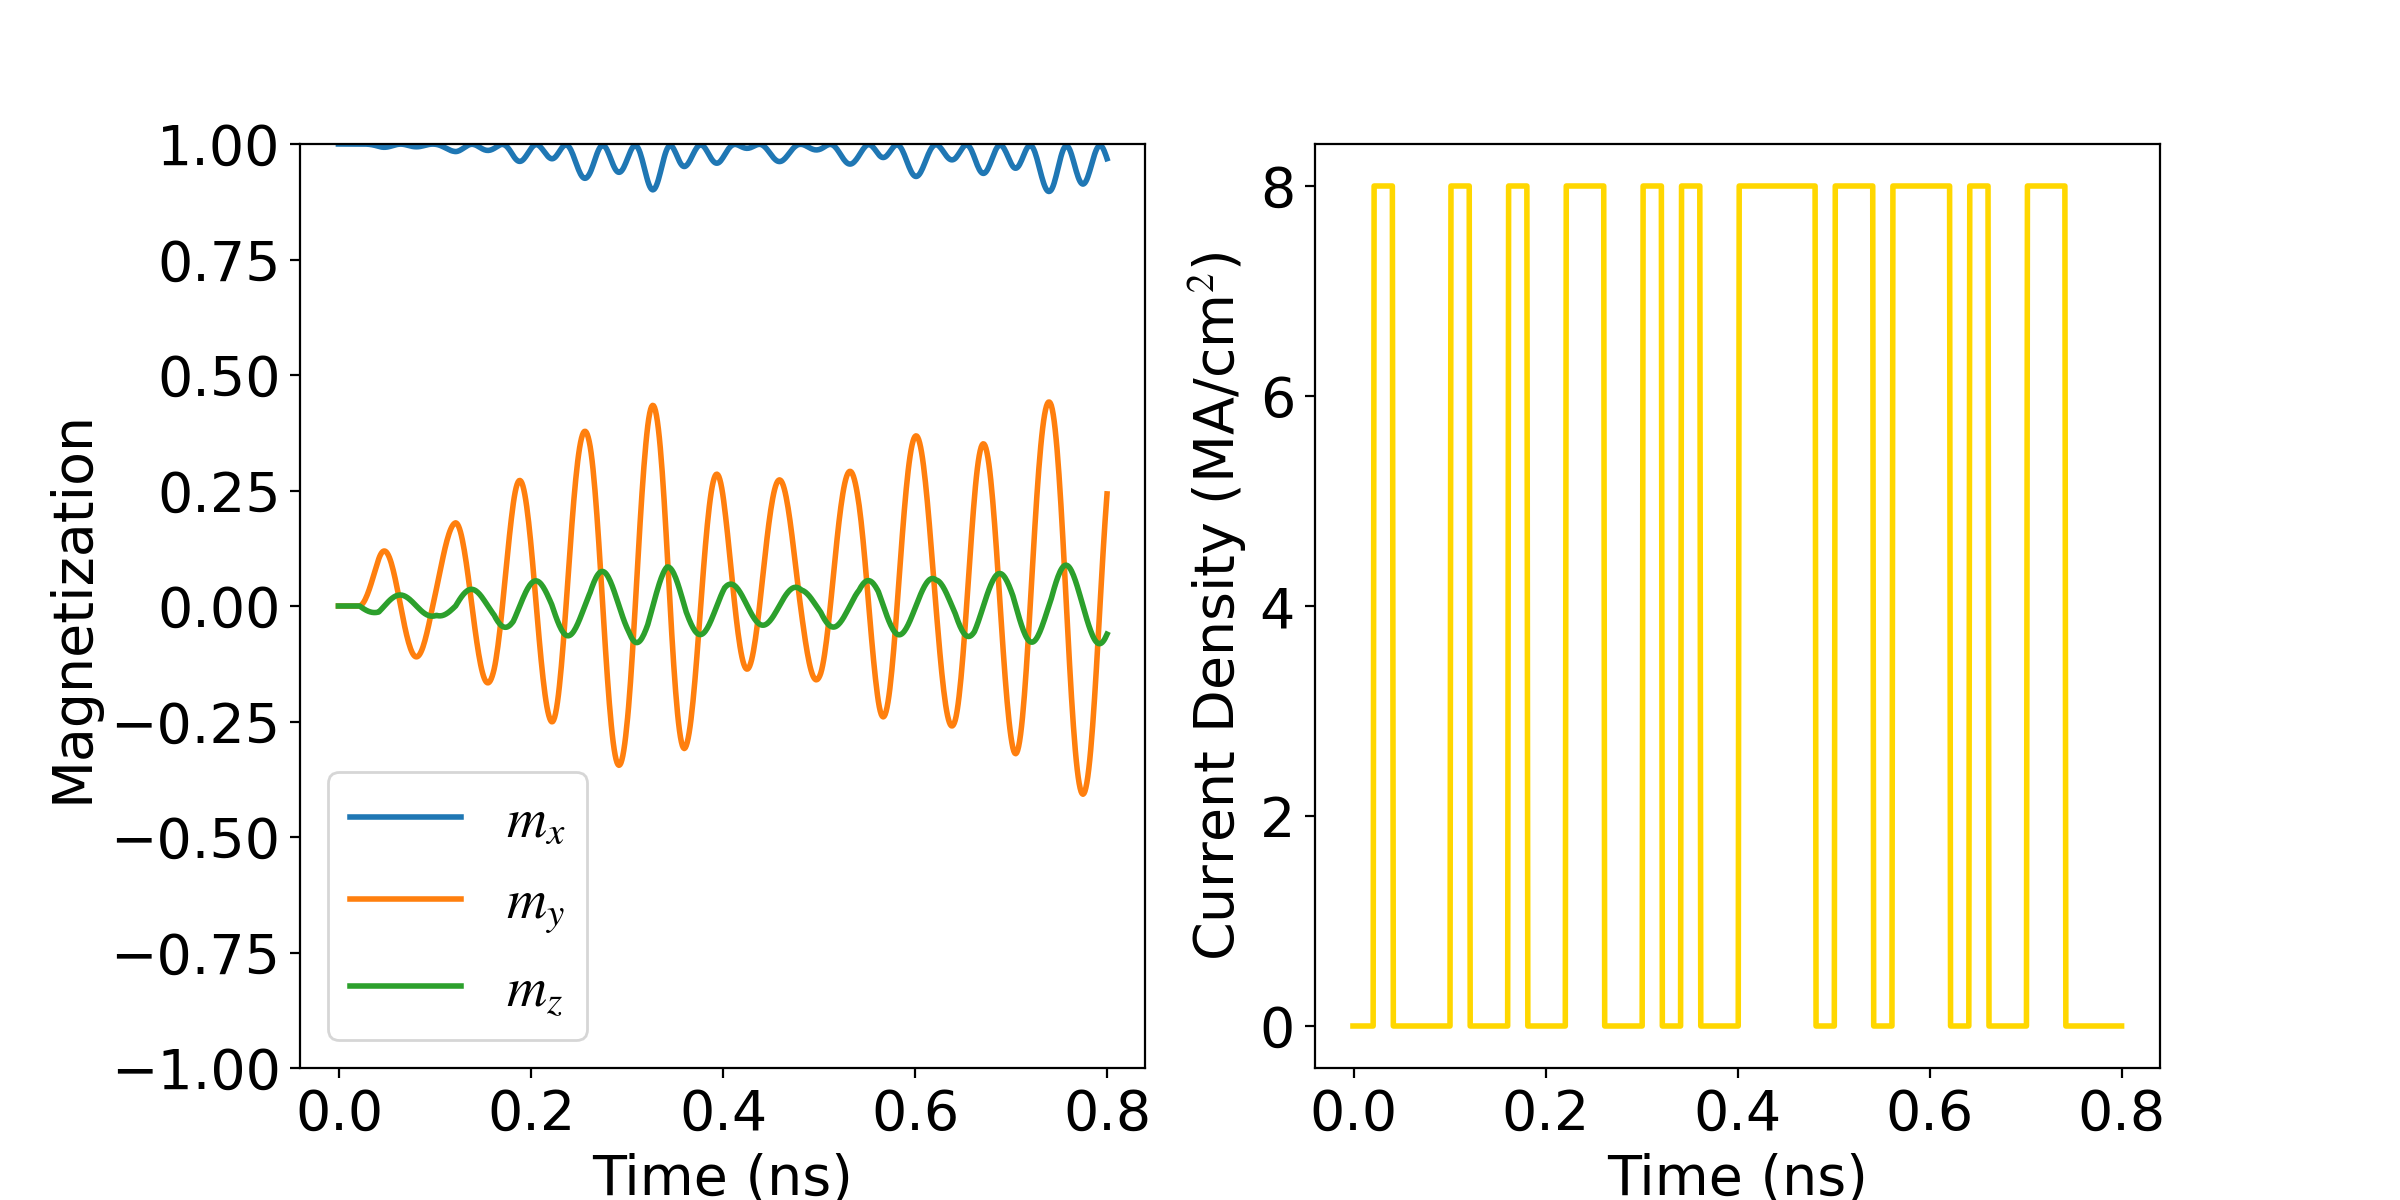 Magnetization
1.00
0.75
0.50
0.25
0.00
−0.25
−0.50
−0.75
−1.00
m_x
m_y
m_z
0.0 0.2 0.4 0.6 0.8
Time (ns)
Current Density (MA/cm²)
8
6
4
2
0
0.0 0.2 0.4 0.6 0.8
Time (ns)